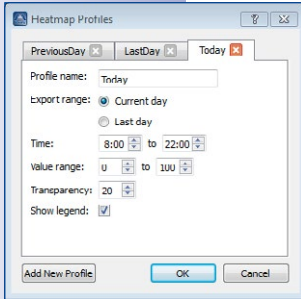 Heatmap Profiles
PreviousDay LastDay Today
Profile name: Today
Export range: Current day
Last day
Time: 8:00 to 22:00
Value range: 0 to 100
Transparency: 20
Show legend:
Add New Profile OK Cancel